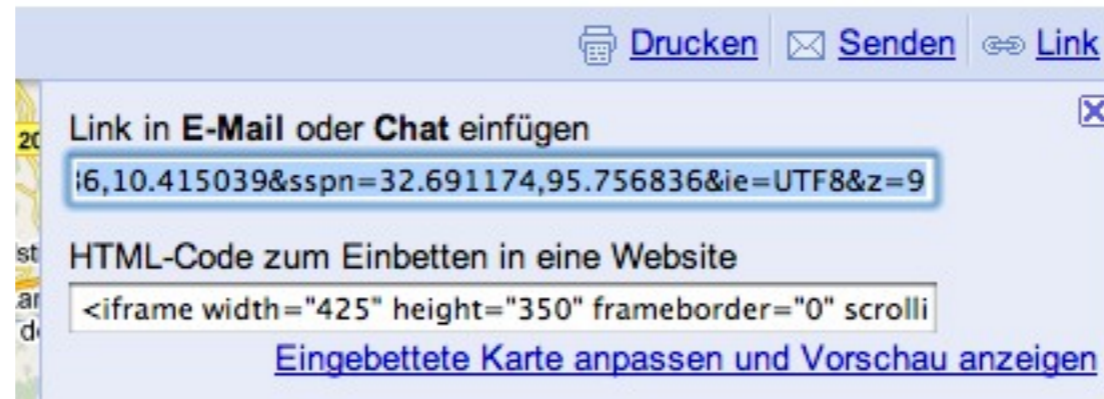 Drucken Senden Link
Link in E-Mail oder Chat einfügen
6,10.415039&sspn=32.691174,95.756836&ie=UTF8&z=9
HTML-Code zum Einbetten in eine Website
<iframe width="425" height="350" frameborder="0" scrolli
Eingebettete Karte anpassen und Vorschau anzeigen